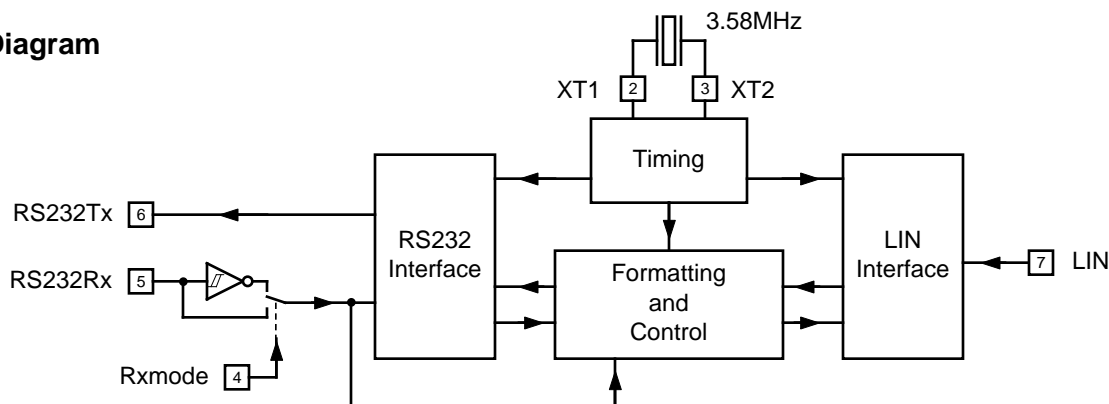 Diagram
3.58MHz
XT1 2 3 XT2
Timing
RS232Tx 6
RS232
Interface
LIN
Interface
7 LIN
RS232Rx 5
Formatting
and
Control
Rxmode 4